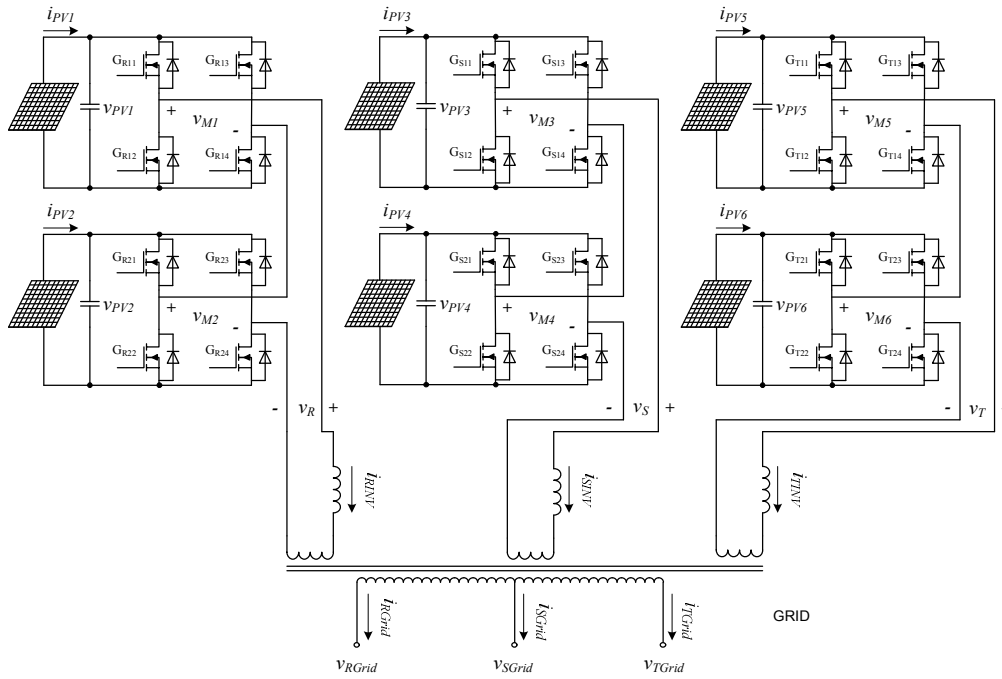 iPV1 iPV3 iPV5
GR11 GR13 GS11 GS13 GT11 GT13
vPV1 + vM1 - vPV3 + vM3 - vPV5 + vM5 -
GR12 GR14 GS12 GS14 GT12 GT14
iPV2 iPV4 iPV6
GR21 GR23 GS21 GS23 GT21 GT23
vPV2 + vM2 - vPV4 + vM4 - vPV6 + vM6 -
GR22 GR24 GS22 GS24 GT22 GT24
- vR + - vS + - vT
iRINV iSINV iTINV
iRGrid iSGrid iTGrid
GRID
vRGrid vSGrid vTGrid